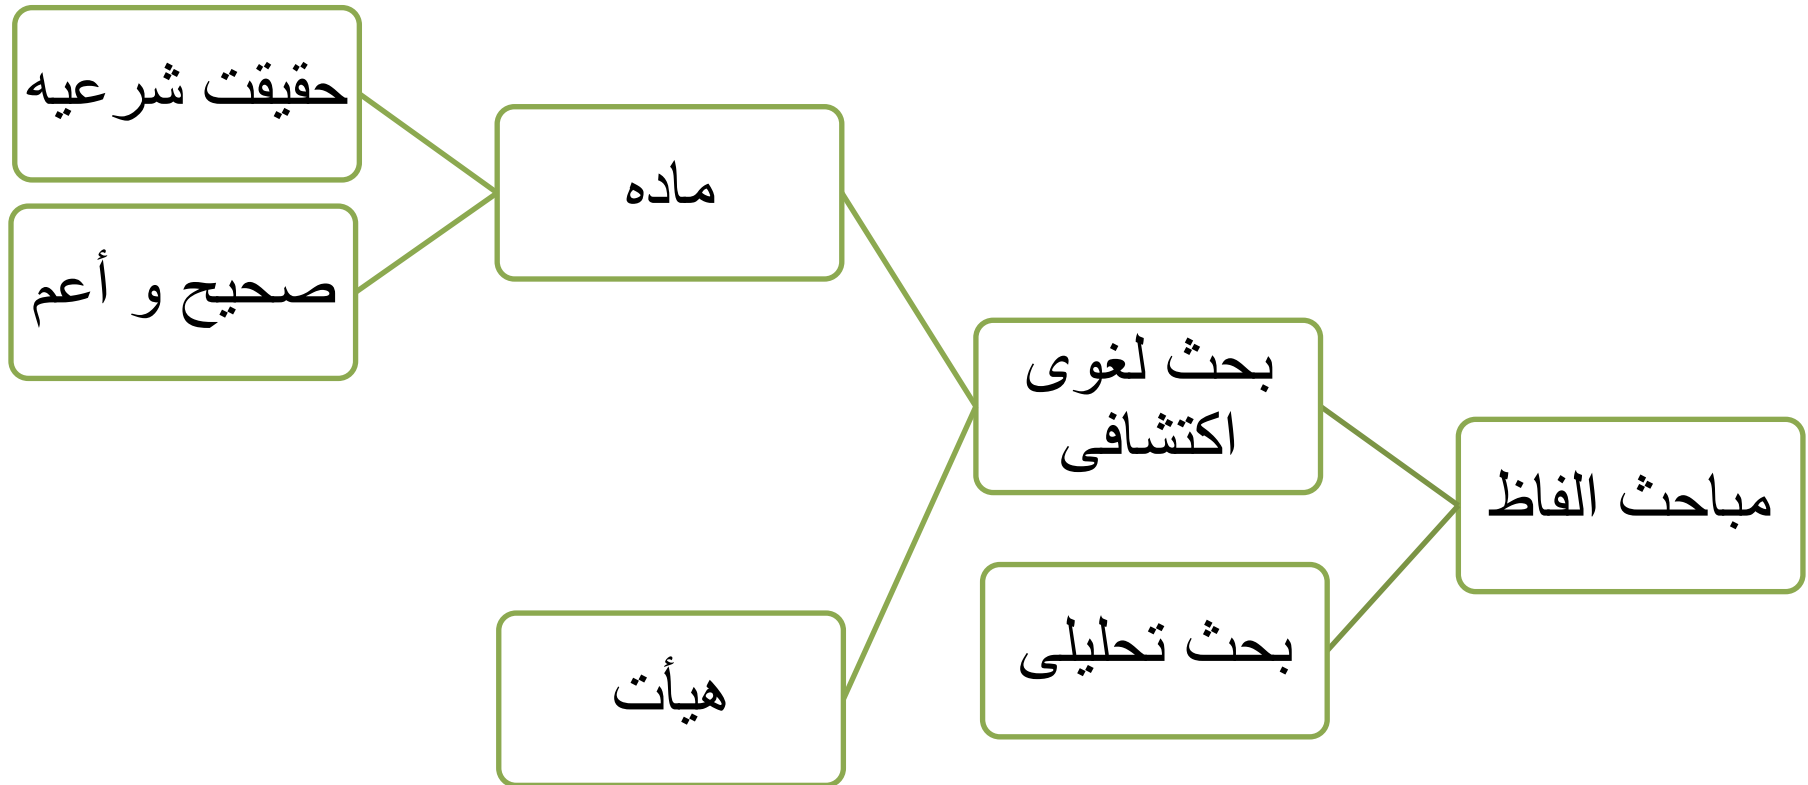 مباحث الفاظ
بحث لغوی
اکتشافی
بحث تحلیلی
ماده
هیأت
حقیقت شرعیه
صحیح و أعم